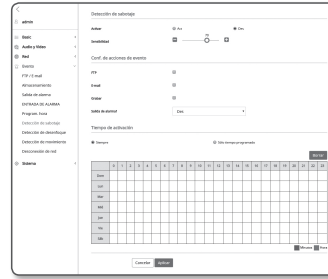 admin
Basic
Audio y Video
Red
Evento
FTP / E-mail
Almacenamiento
Salida de alarma
ENTRADA DE ALARMA
Program. hora
Detección de sabotaje
Detección de desenfoque
Detección de movimiento
Desconexión de red
Sistema
Detección de sabotaje
Activar
Act
Des
Sensibilidad
Conf. de acciones de evento
FTP
E-mail
Grabar
Salida de alarma1
Des
Tiempo de activación
Siempre
Sólo tiempo programado
Borrar
0 1 2 3 4 5 6 7 8 9 10 11 12 13 14 15 16 17 18 19 20 21 22 23
Dom
Lun
Mar
Mié
Jue
Vie
Sáb
Minutos Hora
Cancelar Aplicar